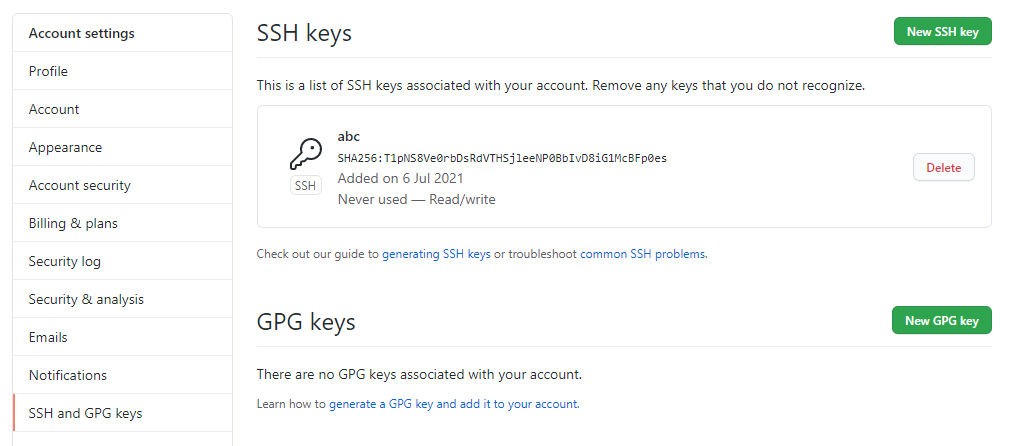 Account settings
Profile
Account
Appearance
Account security
Billing & plans
Security log
Security & analysis
Emails
Notifications
SSH and GPG keys
SSH keys
New SSH key
This is a list of SSH keys associated with your account. Remove any keys that you do not recognize.
abc
SHA256:T1pNS8Ve0rbDsRdVTHSjleeNP0BbIvD8iG1McBFp0es
SSH
Added on 6 Jul 2021
Never used — Read/write
Delete
Check out our guide to generating SSH keys or troubleshoot common SSH problems.
GPG keys
New GPG key
There are no GPG keys associated with your account.
Learn how to generate a GPG key and add it to your account.